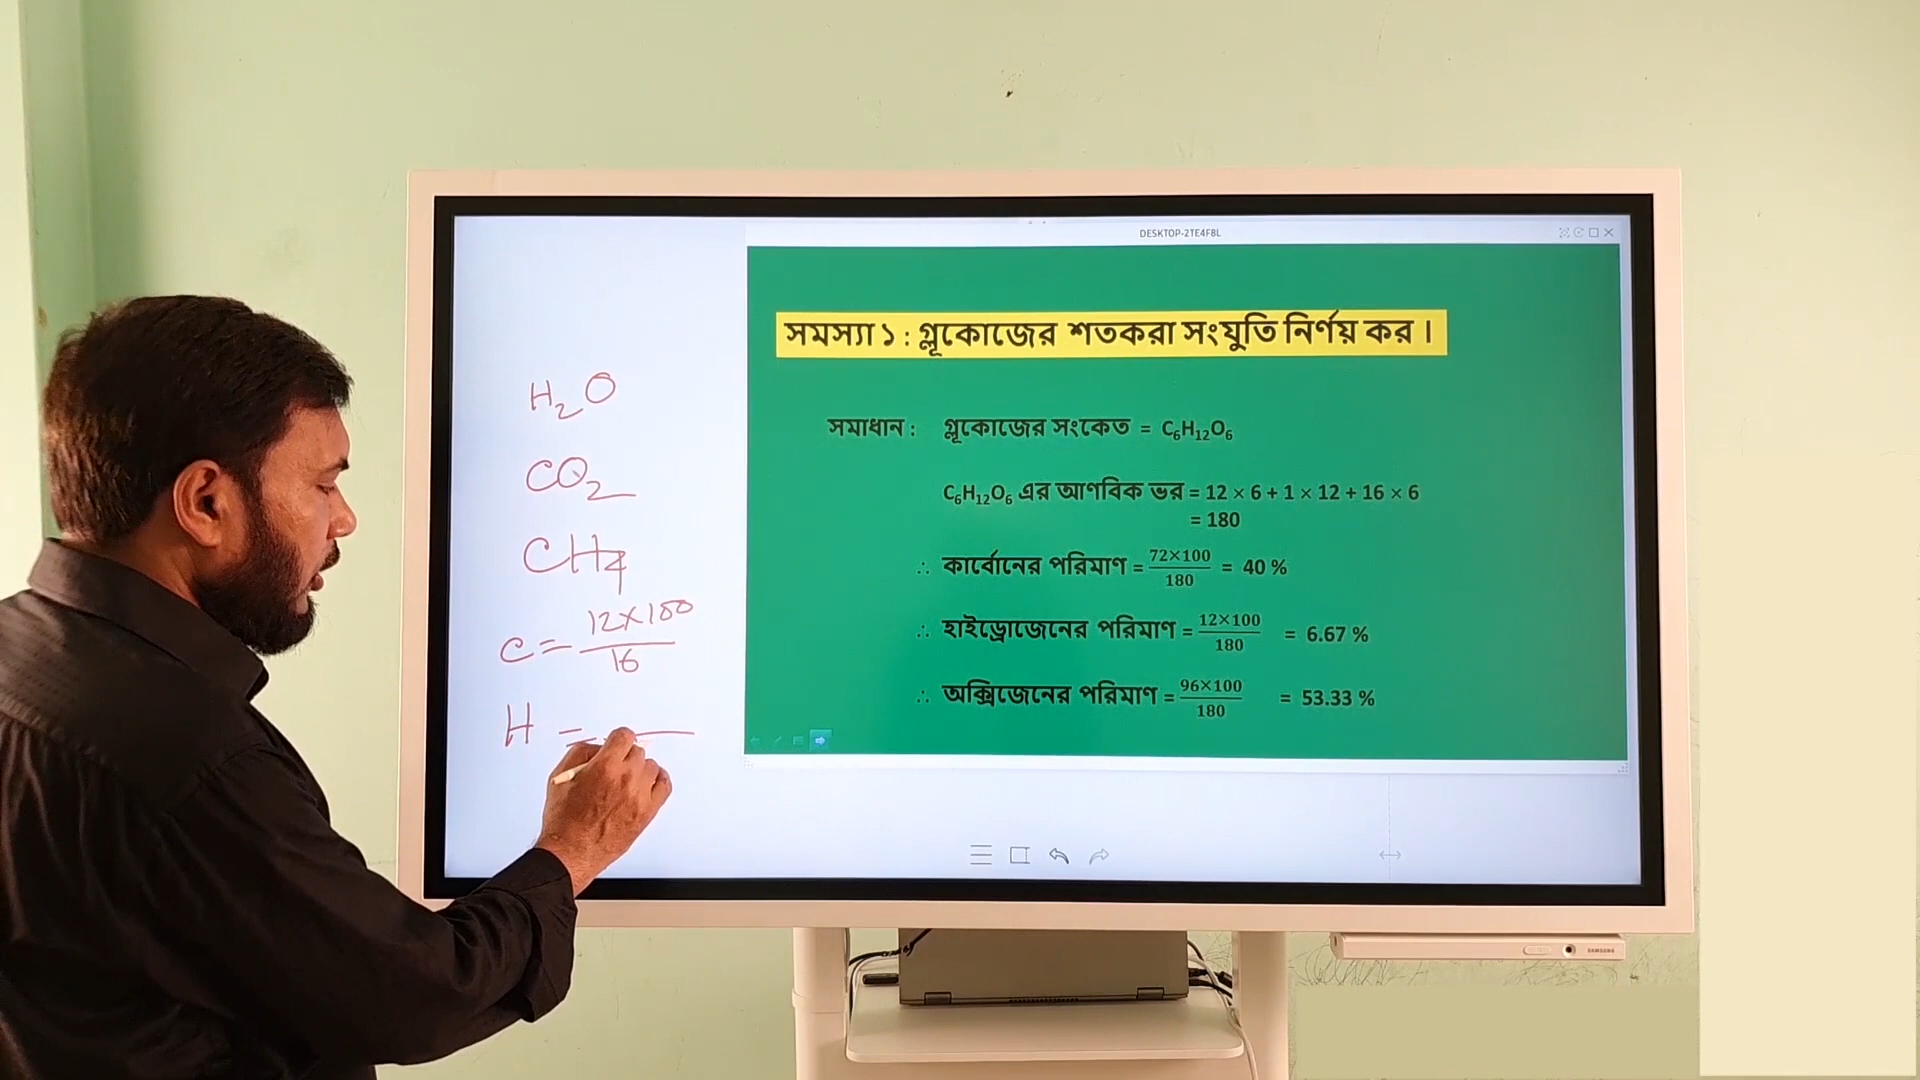 DESKTOP-2TE4F8L
সমস্যা ১ : গ্লূকোজের শতকরা সংযুতি নির্ণয় কর ।
সমাধান : গ্লূকোজের সংকেত = C₆H₁₂O₆
C₆H₁₂O₆ এর আণবিক ভর = 12 × 6 + 1 × 12 + 16 × 6
= 180
∴ কার্বোনের পরিমাণ = 72×100/180 = 40 %
∴ হাইড্রোজেনের পরিমাণ = 12×100/180 = 6.67 %
∴ অক্সিজেনের পরিমাণ = 96×100/180 = 53.33 %
H₂O
CO₂
CH₄
C = 12×100/16
H =
SAMSUNG